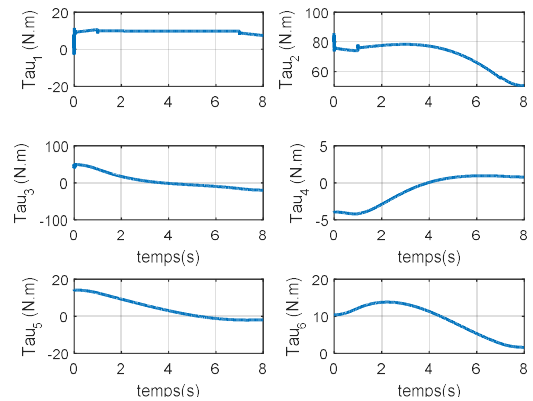 20
0
-20
Tau1 (N.m)
0 2 4 6 8
100
80
60
Tau2 (N.m)
0 2 4 6 8
100
0
-100
Tau3 (N.m)
0 2 4 6 8
temps(s)
5
0
-5
Tau4 (N.m)
0 2 4 6 8
temps(s)
20
0
-20
Tau5 (N.m)
0 2 4 6 8
temps(s)
20
10
0
Tau6 (N.m)
0 2 4 6 8
temps(s)